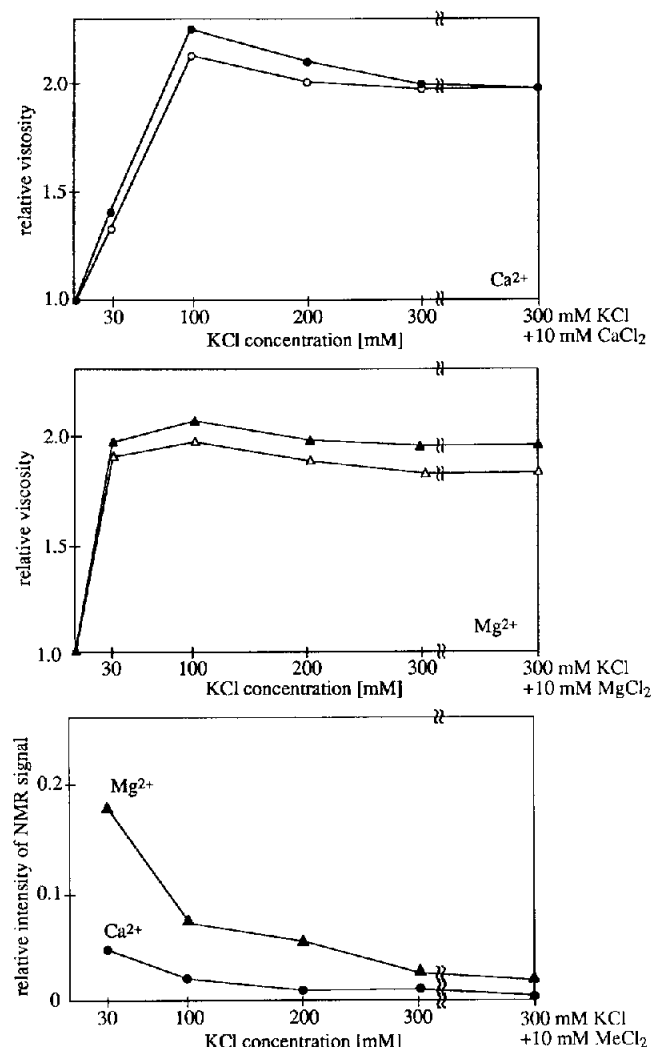 relative vistosity
2.0
1.5
1.0
Ca²⁺
30
100
200
300
300 mM KCl
+10 mM CaCl₂
KCl concentration [mM]
relative viscosity
2.0
1.5
1.0
Mg²⁺
30
100
200
300
300 mM KCl
+10 mM MgCl₂
KCl concentration [mM]
relative intensity of NMR signal
0.2
0.1
0
Mg²⁺
Ca²⁺
30
100
200
300
300 mM KCl
+10 mM MeCl₂
KCl concentration [mM]